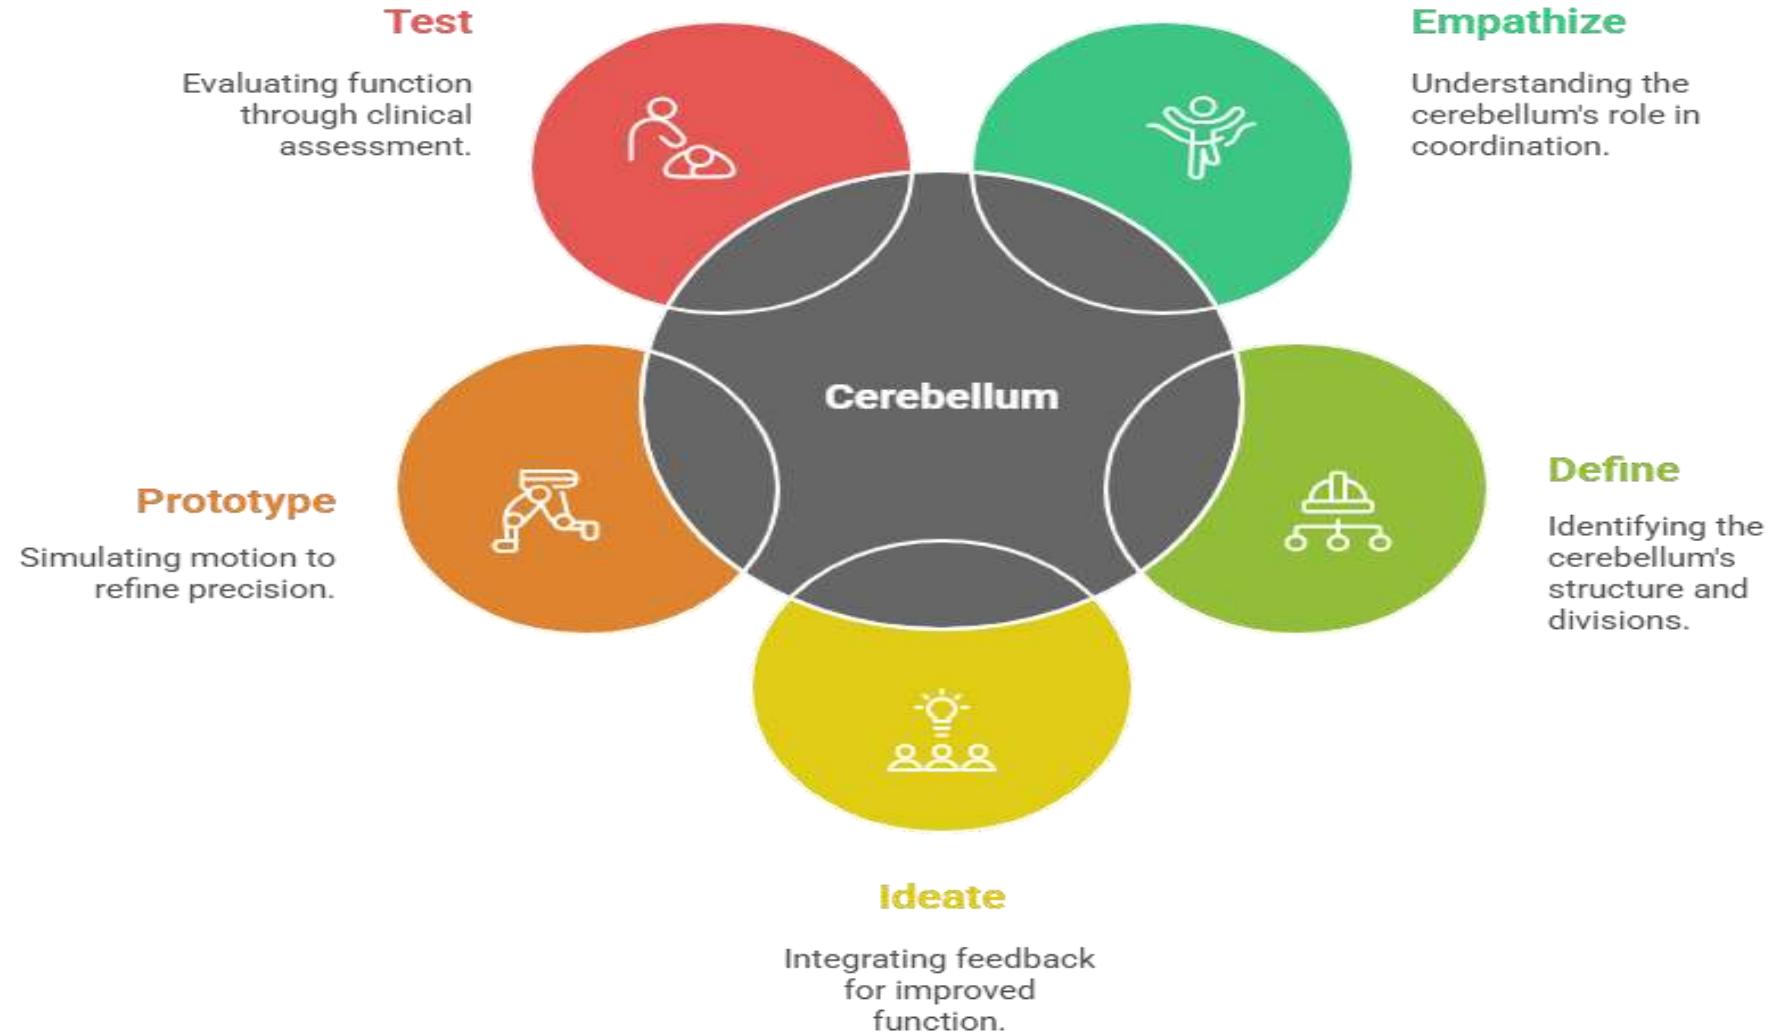 Test
Evaluating function
through clinical
assessment.
Empathize
Understanding the
cerebellum's role in
coordination.
Cerebellum
Prototype
Simulating motion to
refine precision.
Define
Identifying the
cerebellum's
structure and
divisions.
Ideate
Integrating feedback
for improved
function.